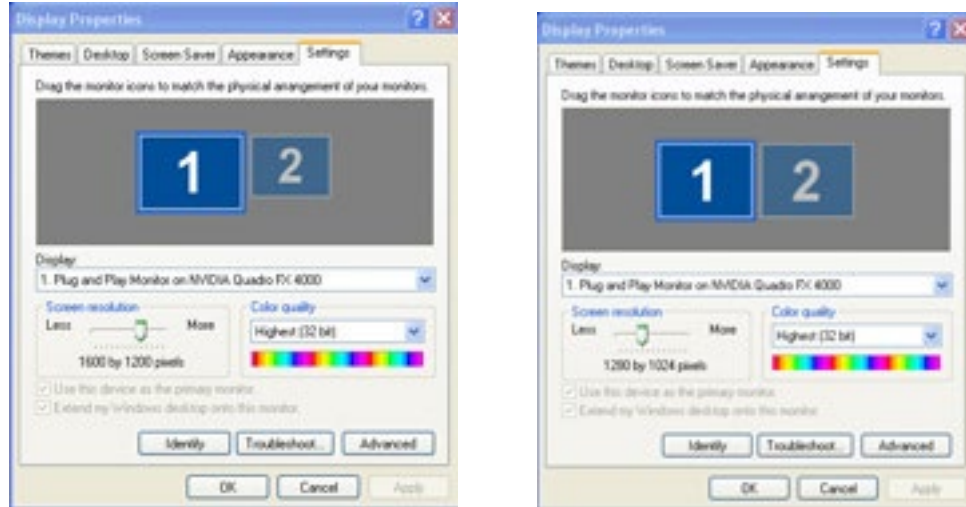 Display Properties
Themes Desktop Screen Saver Appearance Settings
Drag the monitor icons to match the physical arrangement of your monitors.
1 2
Display:
1. Plug and Play Monitor on NVIDIA Quadro FX 4000
Screen resolution Color quality
Less More Highest (32 bit)
1600 by 1200 pixels
Use this device as the primary monitor.
Extend my Windows desktop onto this monitor.
Identify Troubleshoot... Advanced
OK Cancel Apply
Display Properties
Themes Desktop Screen Saver Appearance Settings
Drag the monitor icons to match the physical arrangement of your monitors.
1 2
Display:
1. Plug and Play Monitor on NVIDIA Quadro FX 4000
Screen resolution Color quality
Less More Highest (32 bit)
1280 by 1024 pixels
Use this device as the primary monitor.
Extend my Windows desktop onto this monitor.
Identify Troubleshoot... Advanced
OK Cancel Apply